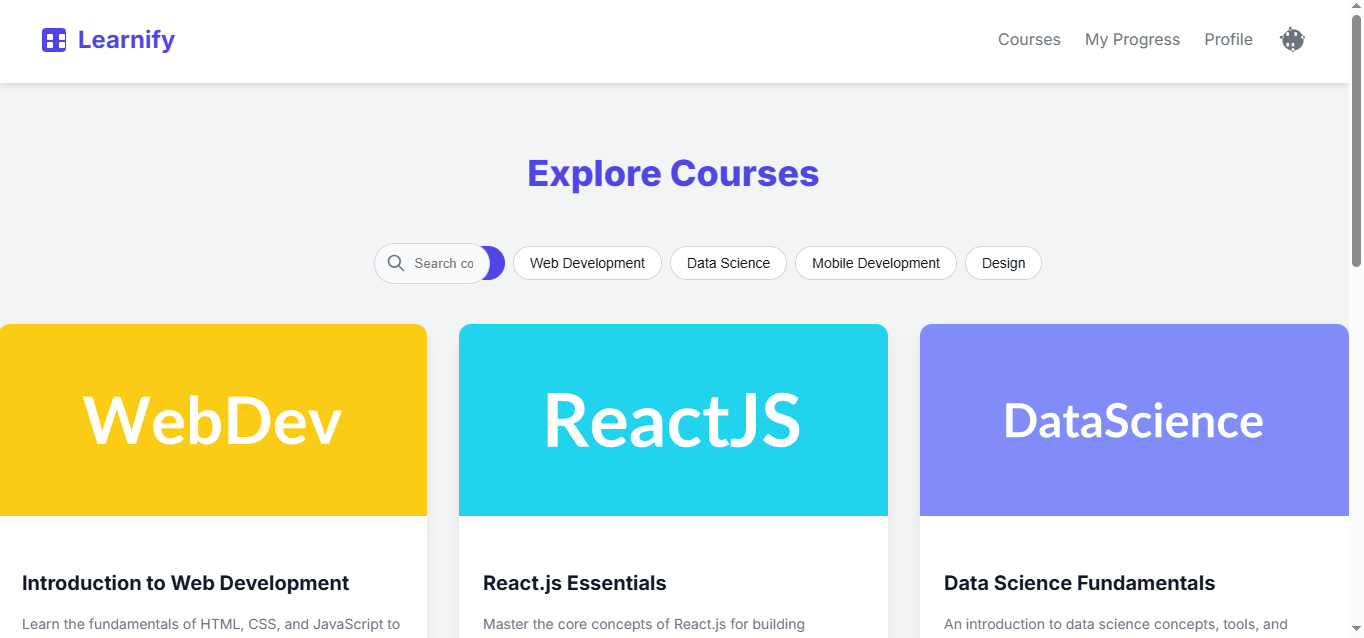 Learnify
Courses My Progress Profile
Explore Courses
Search co
Web Development Data Science Mobile Development Design
WebDev ReactJS DataScience
Introduction to Web Development
Learn the fundamentals of HTML, CSS, and JavaScript to
React.js Essentials
Master the core concepts of React.js for building
Data Science Fundamentals
An introduction to data science concepts, tools, and